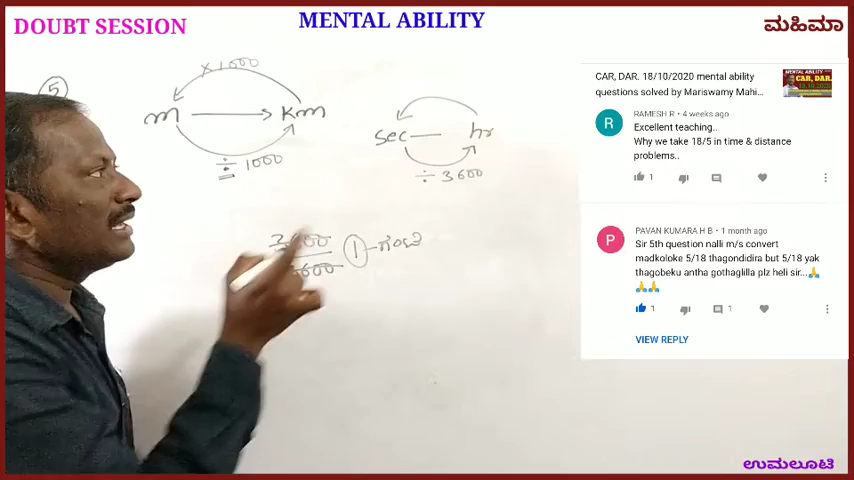 DOUBT SESSION
MENTAL ABILITY
ಮಹಿಮಾ
5
× 1000
m
km
÷ 1000
sec
hr
÷ 3600
3600
3600
1
ಗಂಟೆ
CAR, DAR. 18/10/2020 mental ability
questions solved by Mariswamy Mahi...
MENTAL ABILITY
CAR, DAR.
18.10.2020
R
RAMESH R • 4 weeks ago
Excellent teaching..
Why we take 18/5 in time & distance
problems..
1
P
PAVAN KUMARA H B • 1 month ago
Sir 5th question nalli m/s convert
madkoloke 5/18 thagondidira but 5/18 yak
thagobeku antha gothaglilla plz heli sir...🙏
🙏🙏
1
1
VIEW REPLY
ಉಮಲೂಟಿ